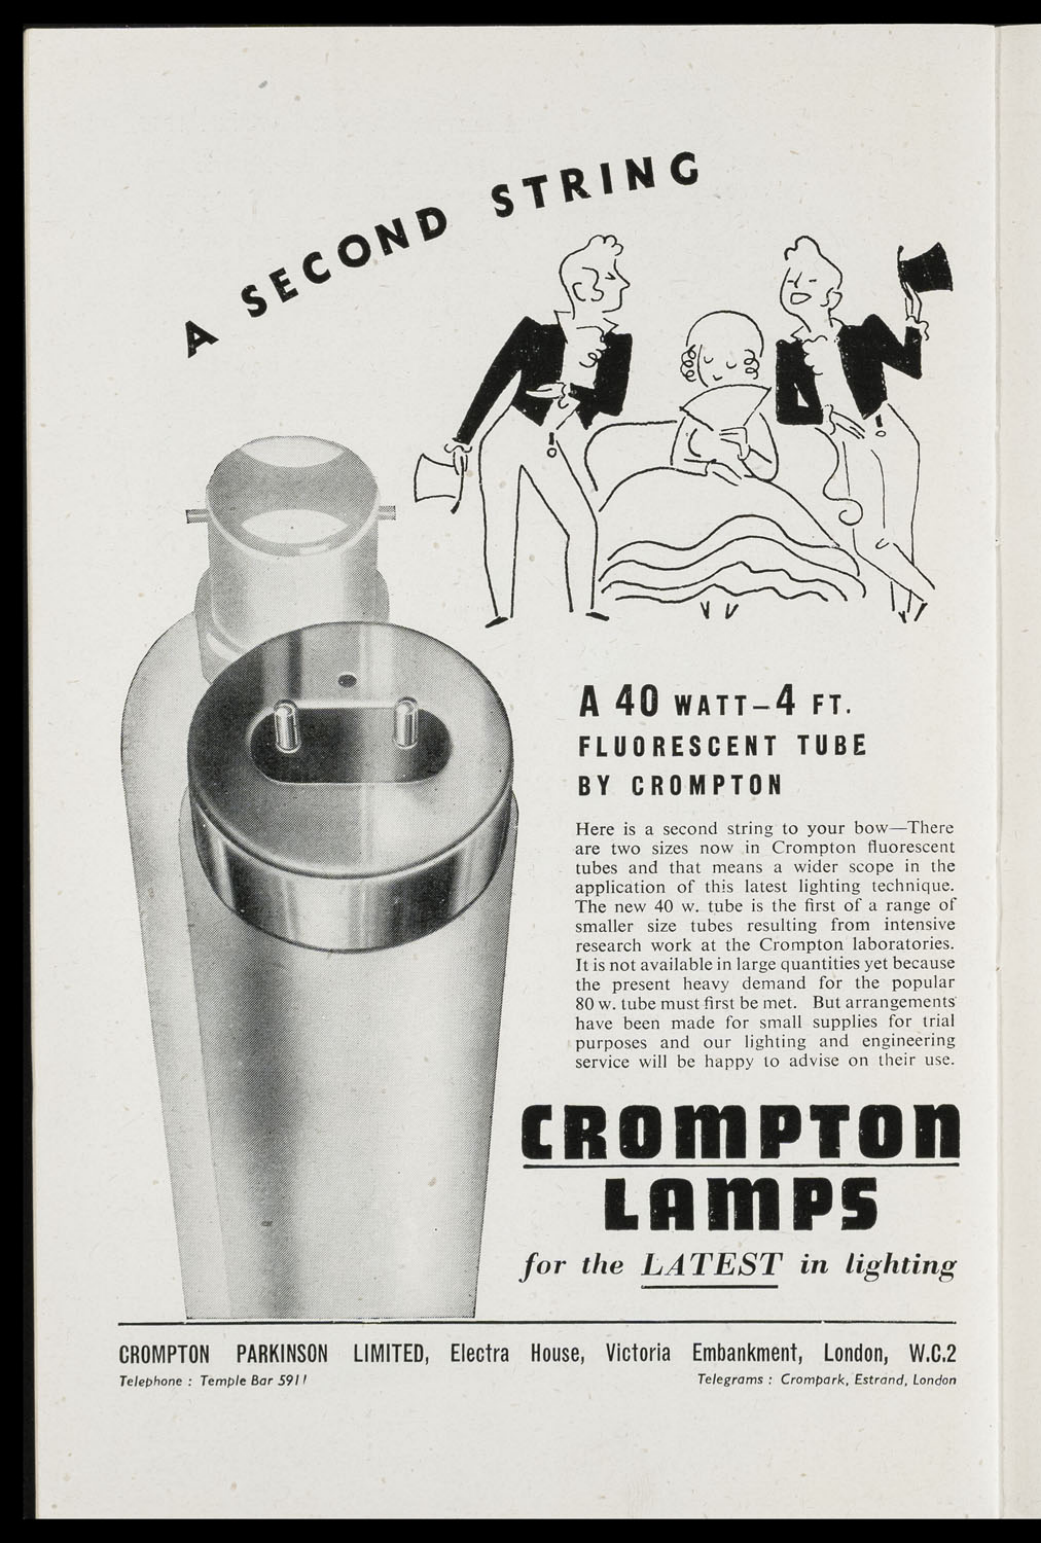 A SECOND STRING
A 40 WATT–4 FT.
FLUORESCENT TUBE
BY CROMPTON
Here is a second string to your bow—There
are two sizes now in Crompton fluorescent
tubes and that means a wider scope in the
application of this latest lighting technique.
The new 40 w. tube is the first of a range of
smaller size tubes resulting from intensive
research work at the Crompton laboratories.
It is not available in large quantities yet because
the present heavy demand for the popular
80 w. tube must first be met. But arrangements
have been made for small supplies for trial
purposes and our lighting and engineering
service will be happy to advise on their use.
CROMPTON
LAMPS
for the LATEST in lighting
CROMPTON PARKINSON LIMITED, Electra House, Victoria Embankment, London, W.C.2
Telephone : Temple Bar 5911 Telegrams : Crompark, Estrand, London